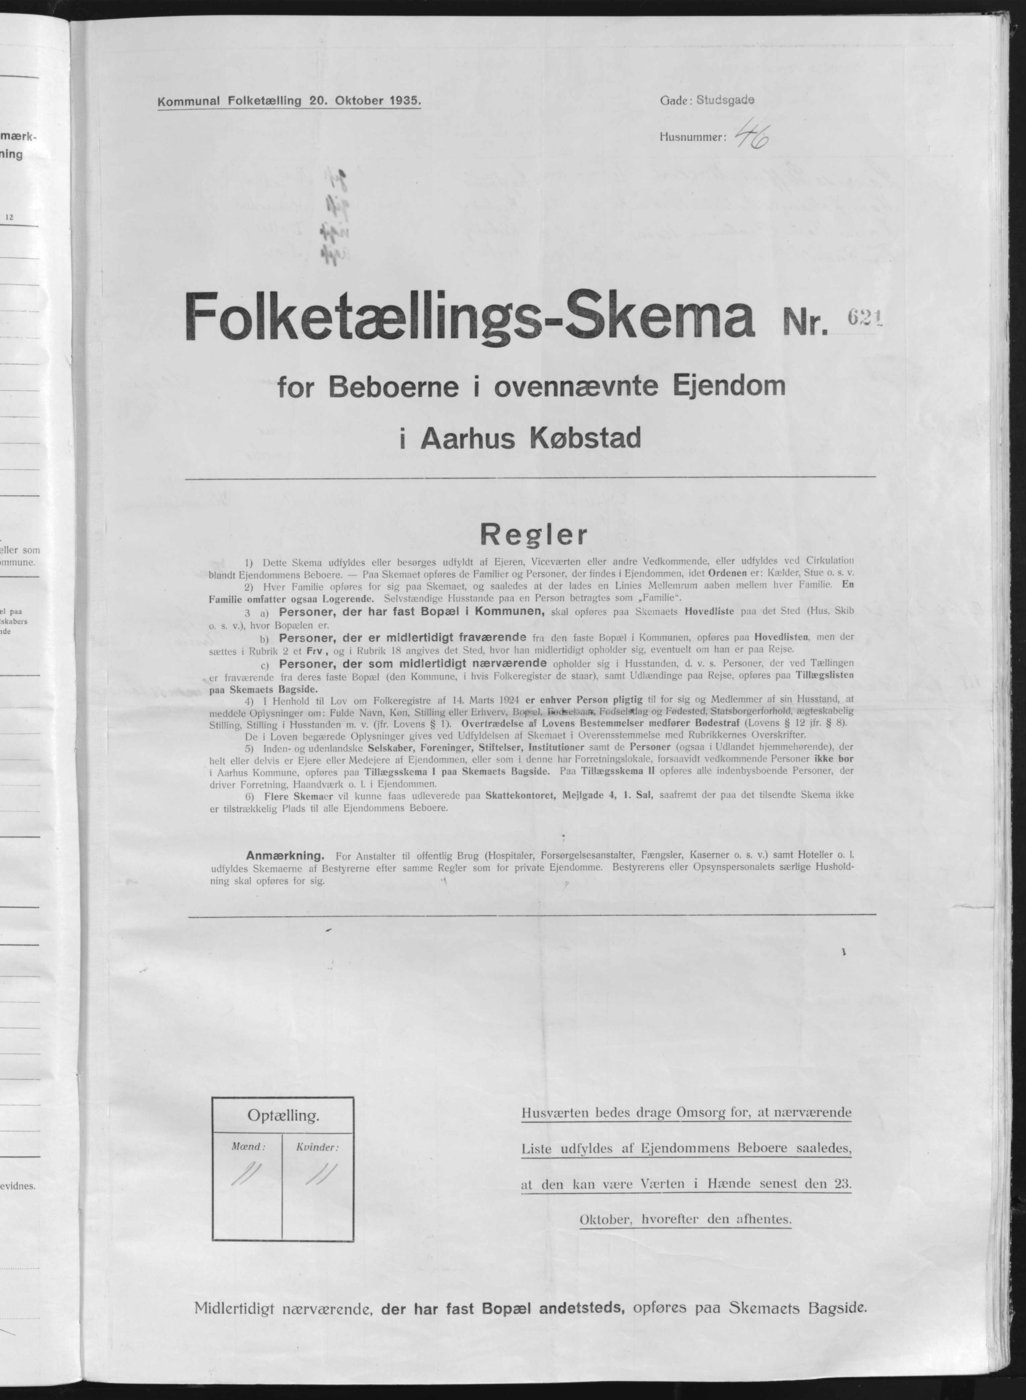 Kommunal Folketælling 20. Oktober 1935.
Gade: Studsgade
Husnummer: 46
Folketællings-Skema Nr. 621
for Beboerne i ovennævnte Ejendom
i Aarhus Købstad
Regler
1) Dette Skema udfyldes eller besørges udfyldt af Ejeren, Viceværten eller andre Vedkommende, eller udfyldes ved Cirkulation
blandt Ejendommens Beboere. — Paa Skemaet opføres de Familier og Personer, der findes i Ejendommen, idet Ordenen er: Kælder, Stue o. s. v.
2) Hver Familie opføres for sig paa Skemaet, og saaledes at der lades en Linies Mellemrum aaben mellem hver Familie. En
Familie omfatter ogsaa Logerende. Selvstændige Husstande paa en Person betragtes som „Familie“.
3 a) Personer, der har fast Bopæl i Kommunen, skal opføres paa Skemaets Hovedliste paa det Sted (Hus, Skib
o. s. v.), hvor Bopælen er.
b) Personer, der er midlertidigt fraværende fra den faste Bopæl i Kommunen, opføres paa Hovedlisten, men der
sættes i Rubrik 2 et Frv., og i Rubrik 18 angives det Sted, hvor han midlertidigt opholder sig, eventuelt om han er paa Rejse.
c) Personer, der som midlertidigt nærværende opholder sig i Husstanden, d. v. s. Personer, der ved Tællingen
er fraværende fra deres faste Bopæl (den Kommune, i hvis Folkeregister de staar), samt Udlændinge paa Rejse, opføres paa Tillægslisten
paa Skemaets Bagside.
4) I Henhold til Lov om Folkeregistre af 14. Marts 1924 er enhver Person pligtig til for sig og Medlemmer af sin Husstand, at
meddele Oplysninger om: Fulde Navn, Køn, Stilling eller Erhverv, Bopæl, Fødselsaar, Fødselsdag og Fødested, Statsborgerforhold, ægteskabelig
Stilling, Stilling i Husstanden m. v. (jfr. Lovens § 1). Overtrædelse af Lovens Bestemmelser medfører Bødestraf (Lovens § 12 jfr. § 8).
De i Loven begærede Oplysninger gives ved Udfyldelsen af Skemaet i Overensstemmelse med Rubrikkernes Overskrifter.
5) Inden- og udenlandske Selskaber, Foreninger, Stiftelser, Institutioner samt de Personer (ogsaa i Udlandet hjemmehørende), der
helt eller delvis er Ejere eller Medejere af Ejendommen, eller som i denne har Forretningslokale, forsaavidt vedkommende Personer ikke bor
i Aarhus Kommune, opføres paa Tillægsskema I paa Skemaets Bagside. Paa Tillægsskema II opføres alle indenbysboende Personer, der
driver Forretning, Haandværk o. l. i Ejendommen.
6) Flere Skemaer vil kunne faas udleverede paa Skattekontoret, Mejlgade 4, 1. Sal, saafremt der paa det tilsendte Skema ikke
er tilstrækkelig Plads til alle Ejendommens Beboere.
Anmærkning. For Anstalter til offentlig Brug (Hospitaler, Forsørgelsesanstalter, Fængsler, Kaserner o. s. v.) samt Hoteller o. l.
udfyldes Skemaerne af Bestyrerne efter samme Regler som for private Ejendomme. Bestyrerens eller Opsynspersonalets særlige Hushold-
ning skal opføres for sig.
Optælling.
Mænd: Kvinder:
11 11
Husværten bedes drage Omsorg for, at nærværende
Liste udfyldes af Ejendommens Beboere saaledes,
at den kan være Værten i Hænde senest den 23.
Oktober, hvorefter den afhentes.
Midlertidigt nærværende, der har fast Bopæl andetsteds, opføres paa Skemaets Bagside.
mærk-
ning
12
eller som
ommune.
el paa
lskabers
nde
evidnes.